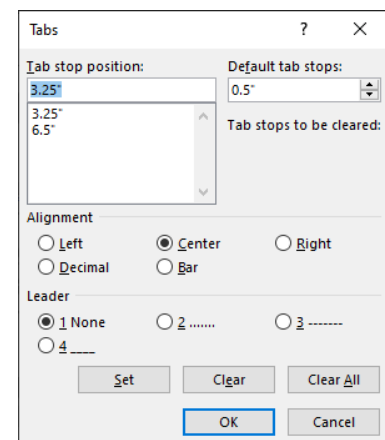 Tabs ? ×
Tab stop position: Default tab stops:
3.25" 0.5"
3.25" Tab stops to be cleared:
6.5"
Alignment
Left Center Right
Decimal Bar
Leader
1 None 2 ....... 3 -------
4 ____
Set Clear Clear All
OK Cancel